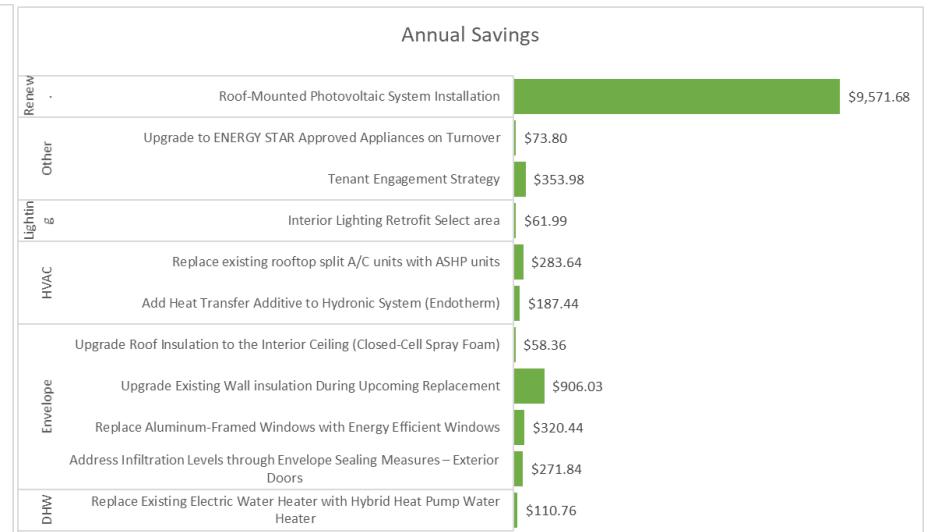 Annual Savings
Renew
.
Roof-Mounted Photovoltaic System Installation
$9,571.68
Other
Upgrade to ENERGY STAR Approved Appliances on Turnover
$73.80
Tenant Engagement Strategy
$353.98
Lightin
g
Interior Lighting Retrofit Select area
$61.99
HVAC
Replace existing rooftop split A/C units with ASHP units
$283.64
Add Heat Transfer Additive to Hydronic System (Endotherm)
$187.44
Envelope
Upgrade Roof Insulation to the Interior Ceiling (Closed-Cell Spray Foam)
$58.36
Upgrade Existing Wall insulation During Upcoming Replacement
$906.03
Replace Aluminum-Framed Windows with Energy Efficient Windows
$320.44
Address Infiltration Levels through Envelope Sealing Measures – Exterior
Doors
$271.84
DHW
Replace Existing Electric Water Heater with Hybrid Heat Pump Water
Heater
$110.76